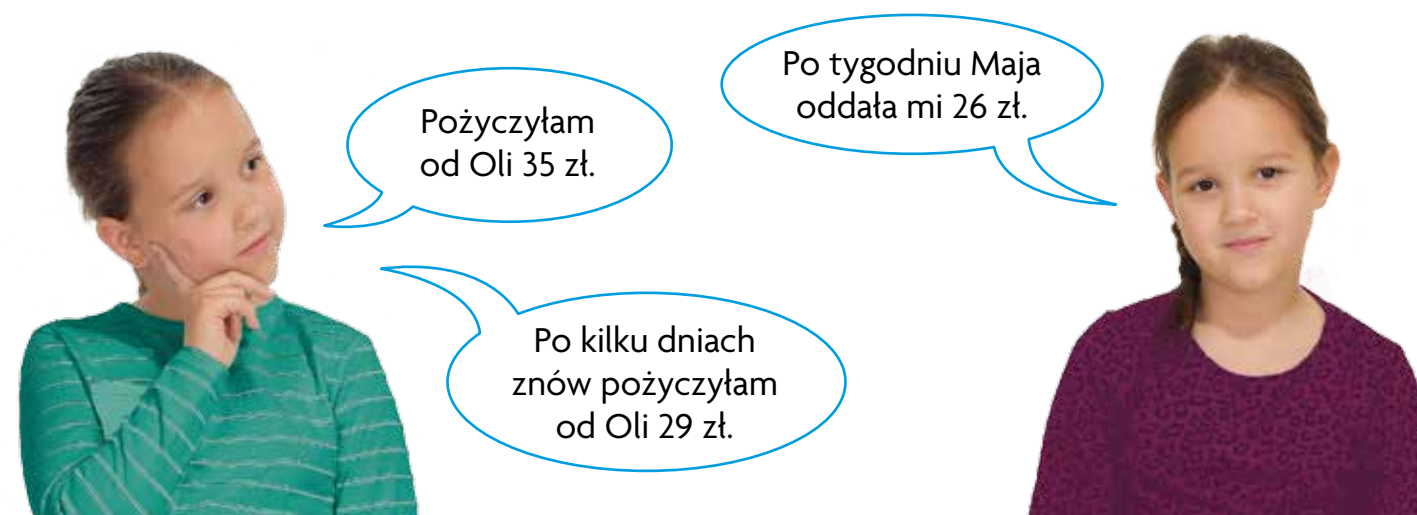 Pożyczyłam
od Oli 35 zł.
Po tygodniu Maja
oddała mi 26 zł.
Po kilku dniach
znów pożyczyłam
od Oli 29 zł.